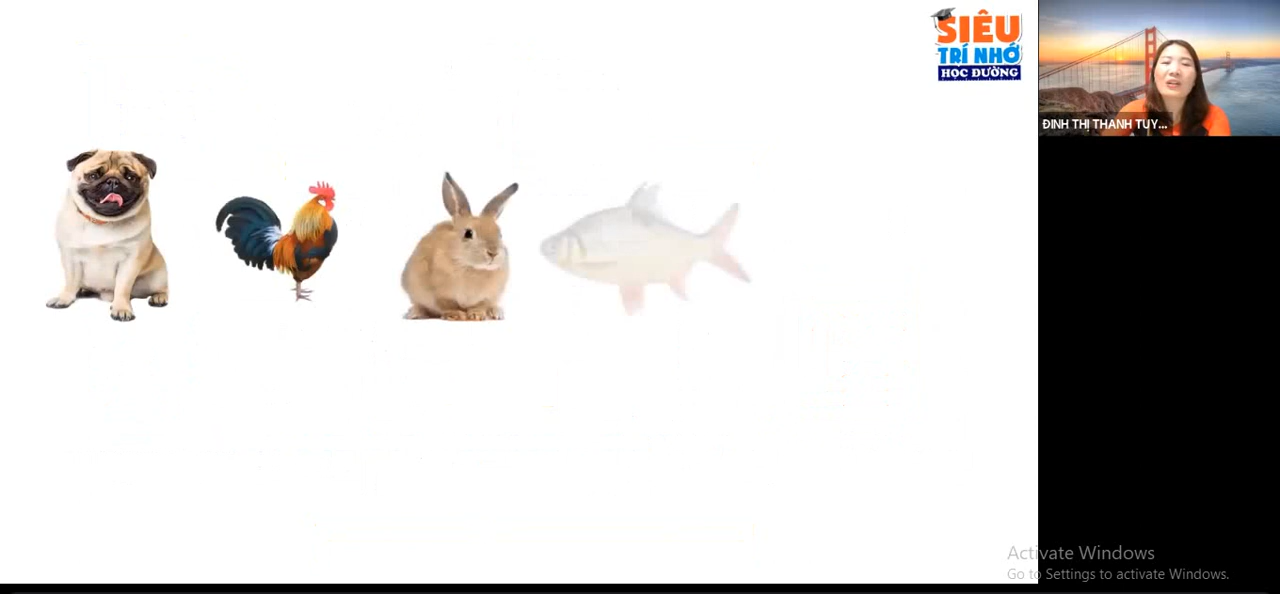 SIÊU
TRÍ NHỚ
HỌC ĐƯỜNG
ĐINH THỊ THANH TUY...
Activate Windows
Go to Settings to activate Windows.